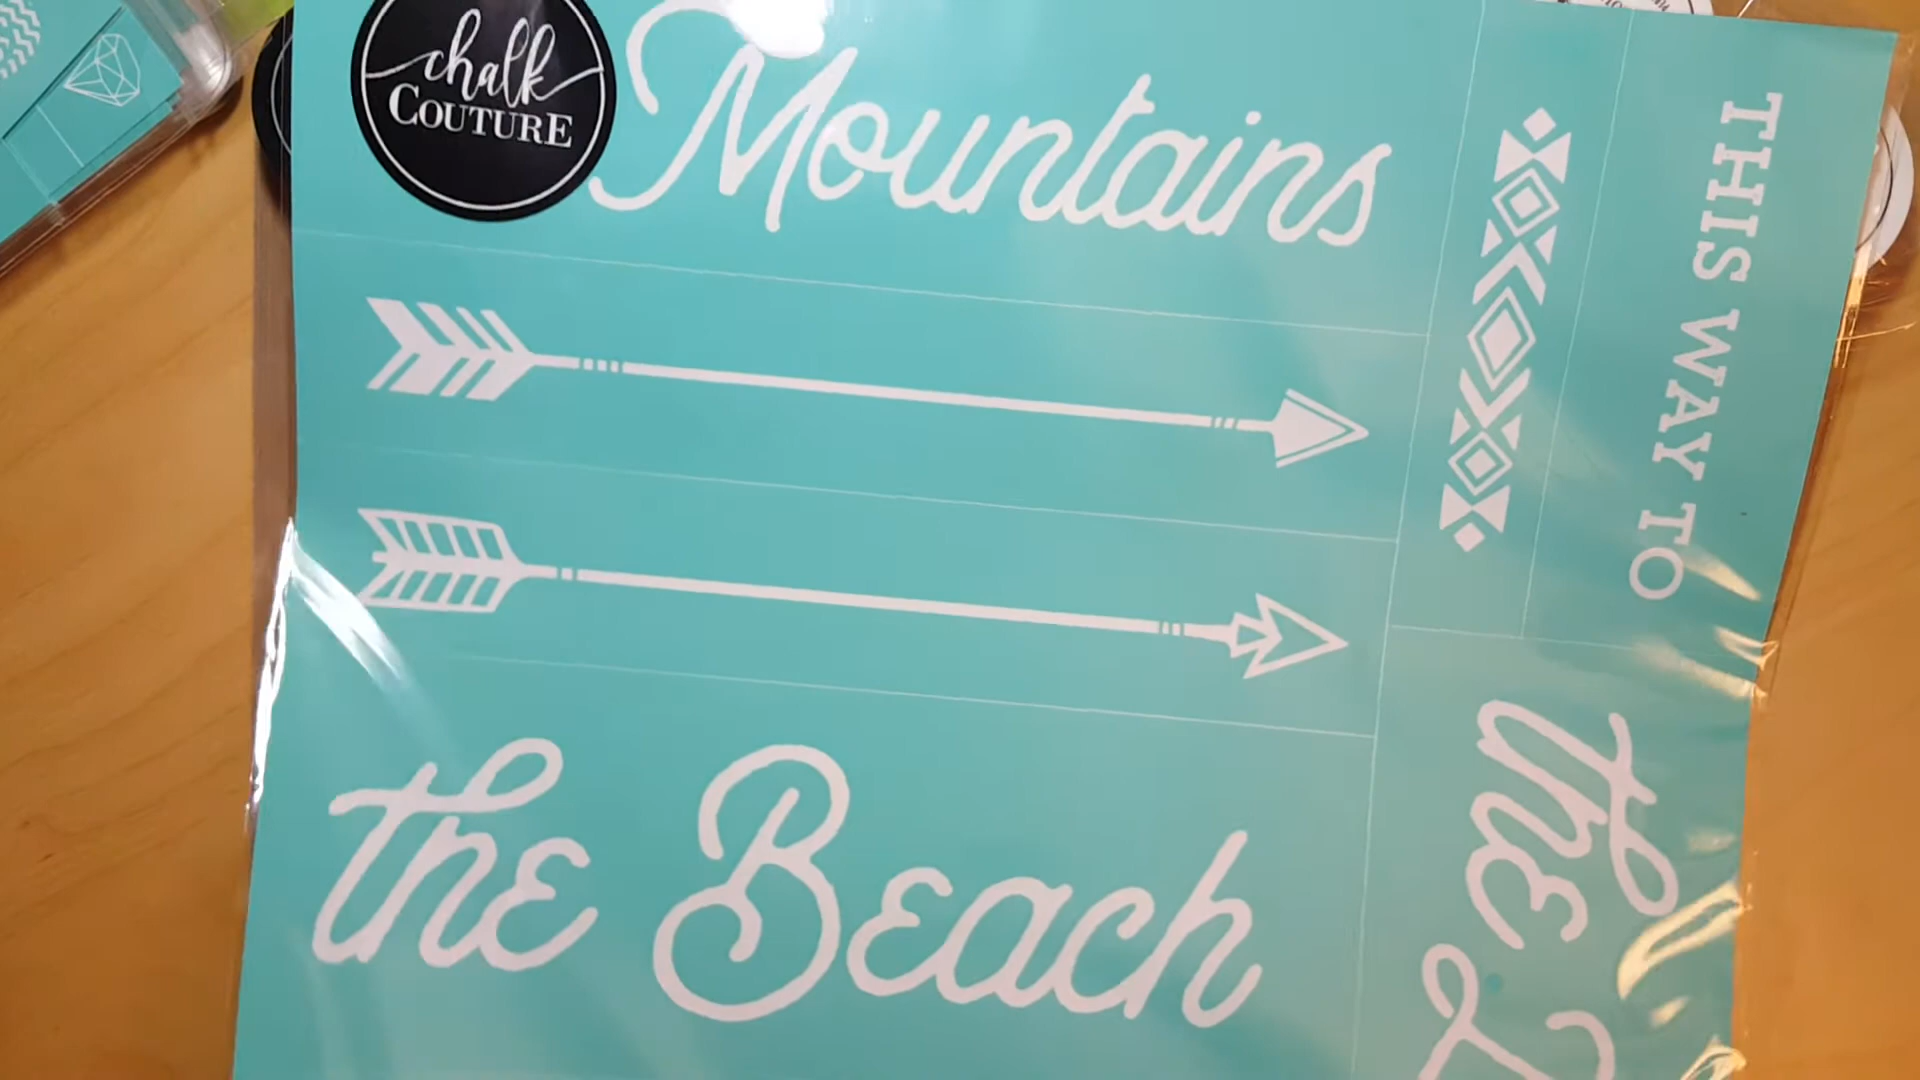 chalk
COUTURE
Mountains
THIS WAY TO
the Beach
the